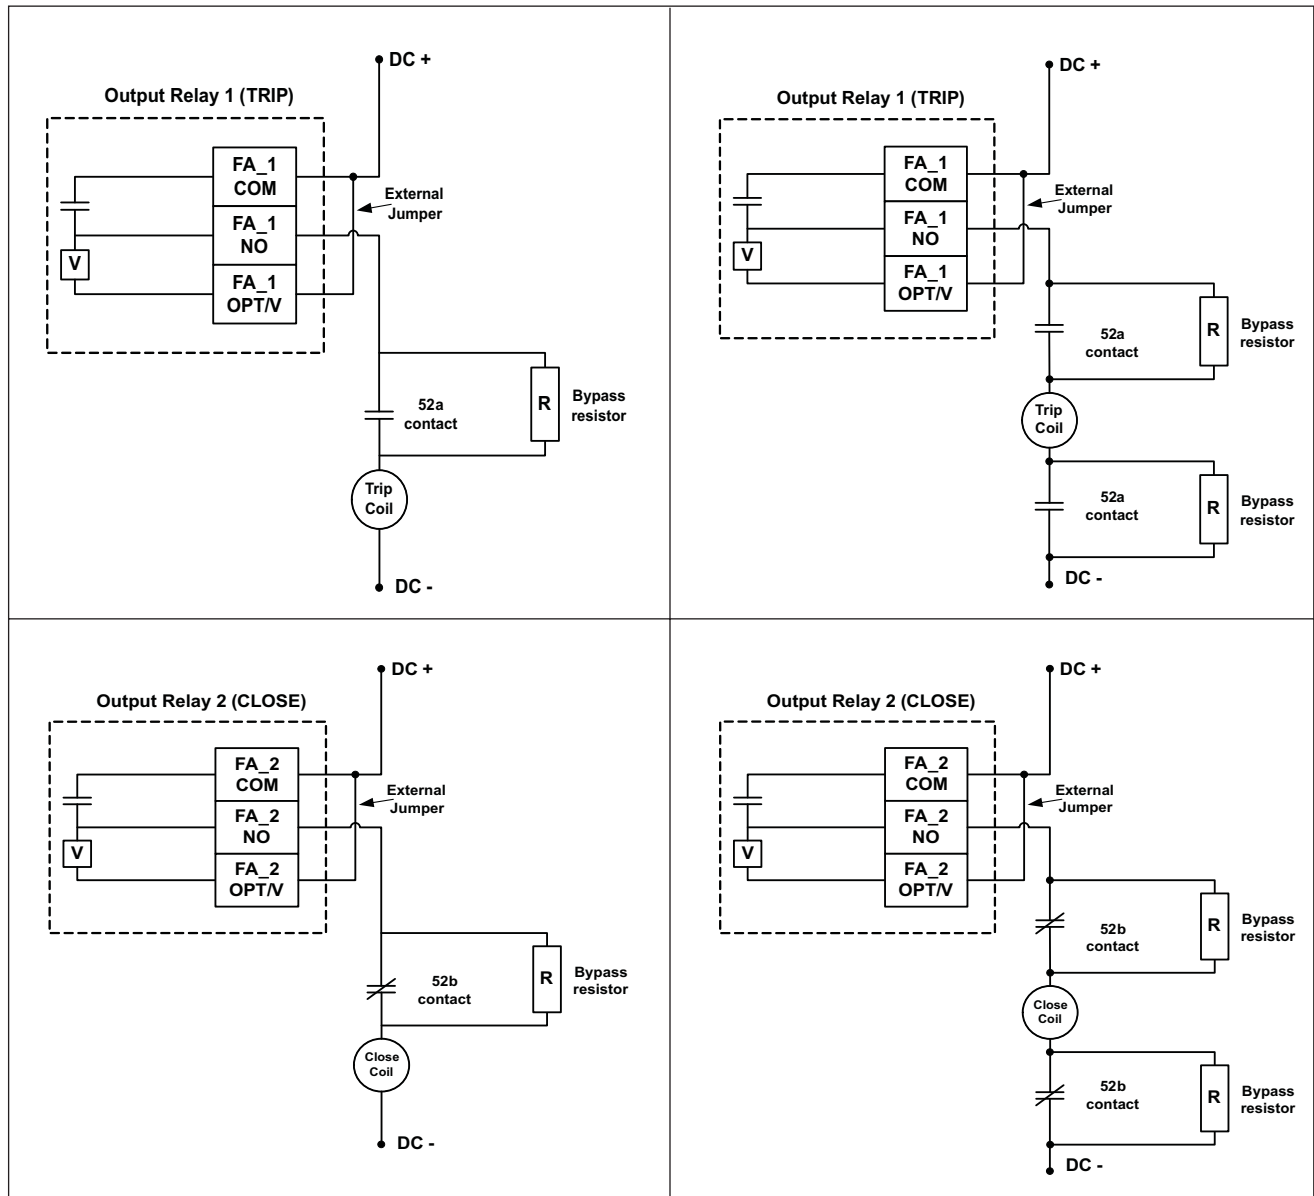 DC +
Output Relay 1 (TRIP)
FA_1
COM
External
Jumper
FA_1
NO
V
FA_1
OPT/V
52a
contact
R
Bypass
resistor
Trip
Coil
DC -
DC +
Output Relay 1 (TRIP)
FA_1
COM
External
Jumper
FA_1
NO
V
FA_1
OPT/V
52a
contact
R
Bypass
resistor
Trip
Coil
52a
contact
R
Bypass
resistor
DC -
DC +
Output Relay 2 (CLOSE)
FA_2
COM
External
Jumper
FA_2
NO
V
FA_2
OPT/V
52b
contact
R
Bypass
resistor
Close
Coil
DC -
DC +
Output Relay 2 (CLOSE)
FA_2
COM
External
Jumper
FA_2
NO
V
FA_2
OPT/V
52b
contact
R
Bypass
resistor
Close
Coil
52b
contact
R
Bypass
resistor
DC -